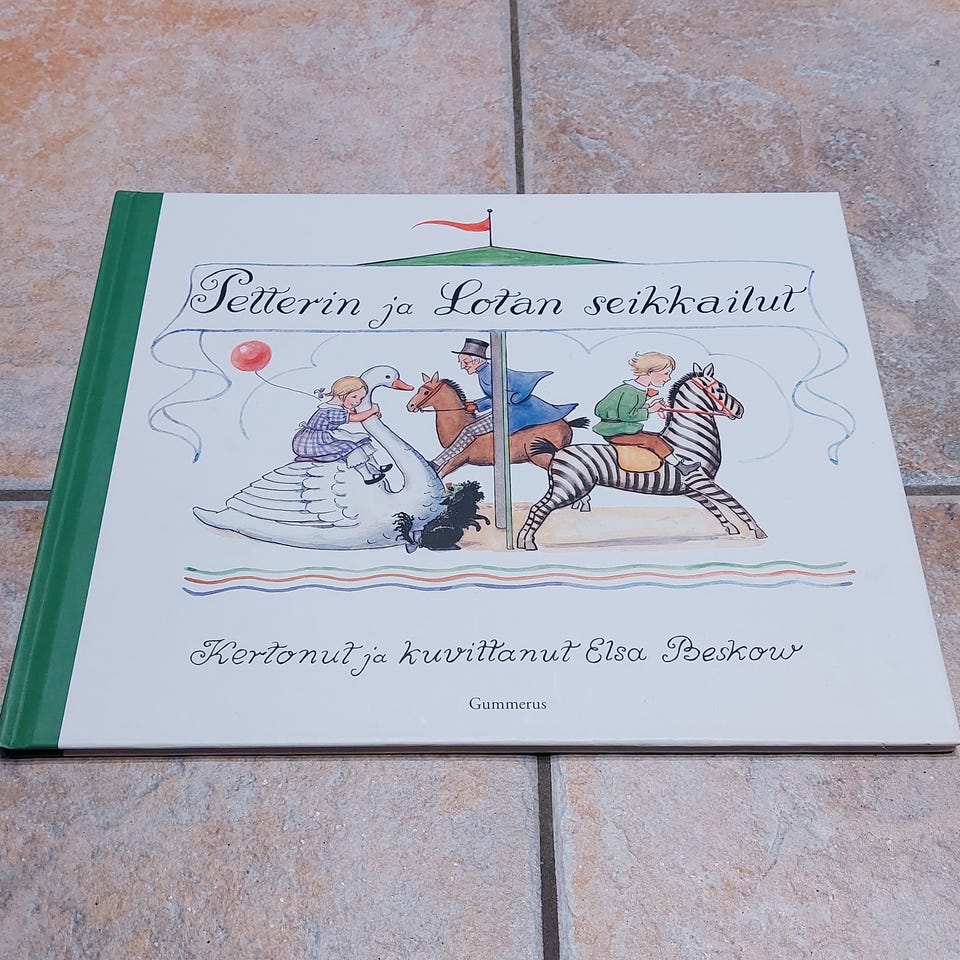 Petterin ja Lotan seikkailut
Kertonut ja kuvittanut Elsa Beskow
Gummerus